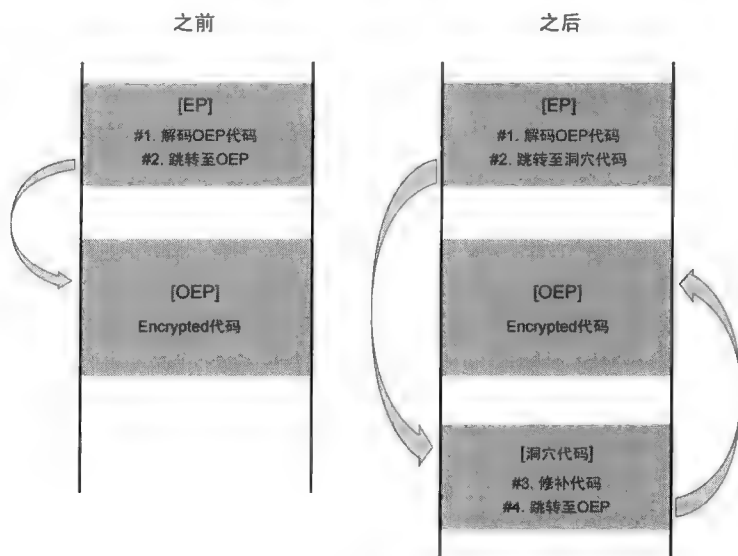 之前
[EP]
#1. 解码OEP代码
#2. 跳转至OEP
[OEP]
Encrypted代码
之后
[EP]
#1. 解码OEP代码
#2. 跳转至洞穴代码
[OEP]
Encrypted代码
[洞穴代码]
#3. 修补代码
#4. 跳转至OEP